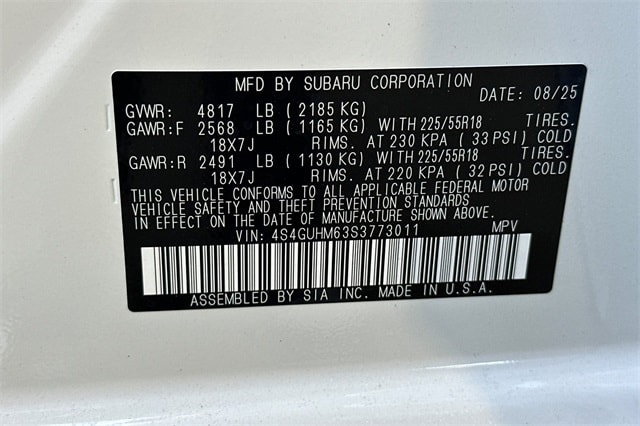 MFD BY SUBARU CORPORATION
DATE: 08/25
GVWR: 4817 LB (2185 KG)
GAWR:F 2568 LB (1165 KG) WITH 225/55R18 TIRES.
18X7J RIMS. AT 230 KPA (33 PSI) COLD
GAWR:R 2491 LB (1130 KG) WITH 225/55R18 TIRES.
18X7J RIMS. AT 220 KPA (32 PSI) COLD
THIS VEHICLE CONFORMS TO ALL APPLICABLE FEDERAL MOTOR
VEHICLE SAFETY AND THEFT PREVENTION STANDARDS
IN EFFECT ON THE DATE OF MANUFACTURE SHOWN ABOVE.
VIN: 4S4GUHM63S3773011 MPV
ASSEMBLED BY SIA INC. MADE IN U.S.A.